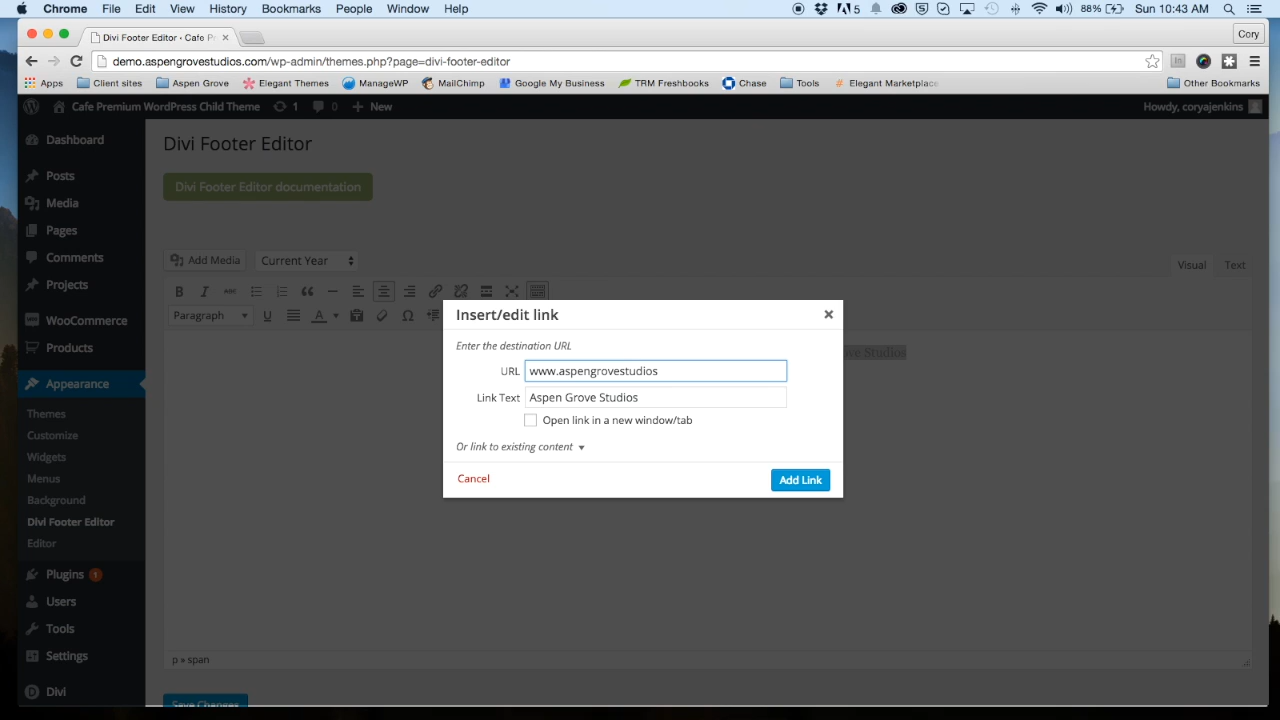 Chrome File Edit View History Bookmarks People Window Help 5 88% Sun 10:43 AM
Divi Footer Editor · Cafe Pr Cory
demo.aspengrovestudios.com/wp-admin/themes.php?page=divi-footer-editor
Apps Client sites Aspen Grove Elegant Themes ManageWP MailChimp Google My Business TRM Freshbooks Chase Tools Elegant Marketplace Other Bookmarks
Cafe Premium WordPress Child Theme 1 0 + New Howdy, coryajenkins
Dashboard
Posts
Media
Pages
Comments
Projects
WooCommerce
Products
Appearance
Themes
Customize
Widgets
Menus
Background
Divi Footer Editor
Editor
Plugins 1
Users
Tools
Settings
Divi
Divi Footer Editor
Divi Footer Editor documentation
Add Media Current Year Visual Text
B I ABC
Paragraph U A Ω
Studios
Insert/edit link
Enter the destination URL
URL www.aspengrovestudios
Link Text Aspen Grove Studios
Open link in a new window/tab
Or link to existing content
Cancel Add Link
p » span
Save Changes